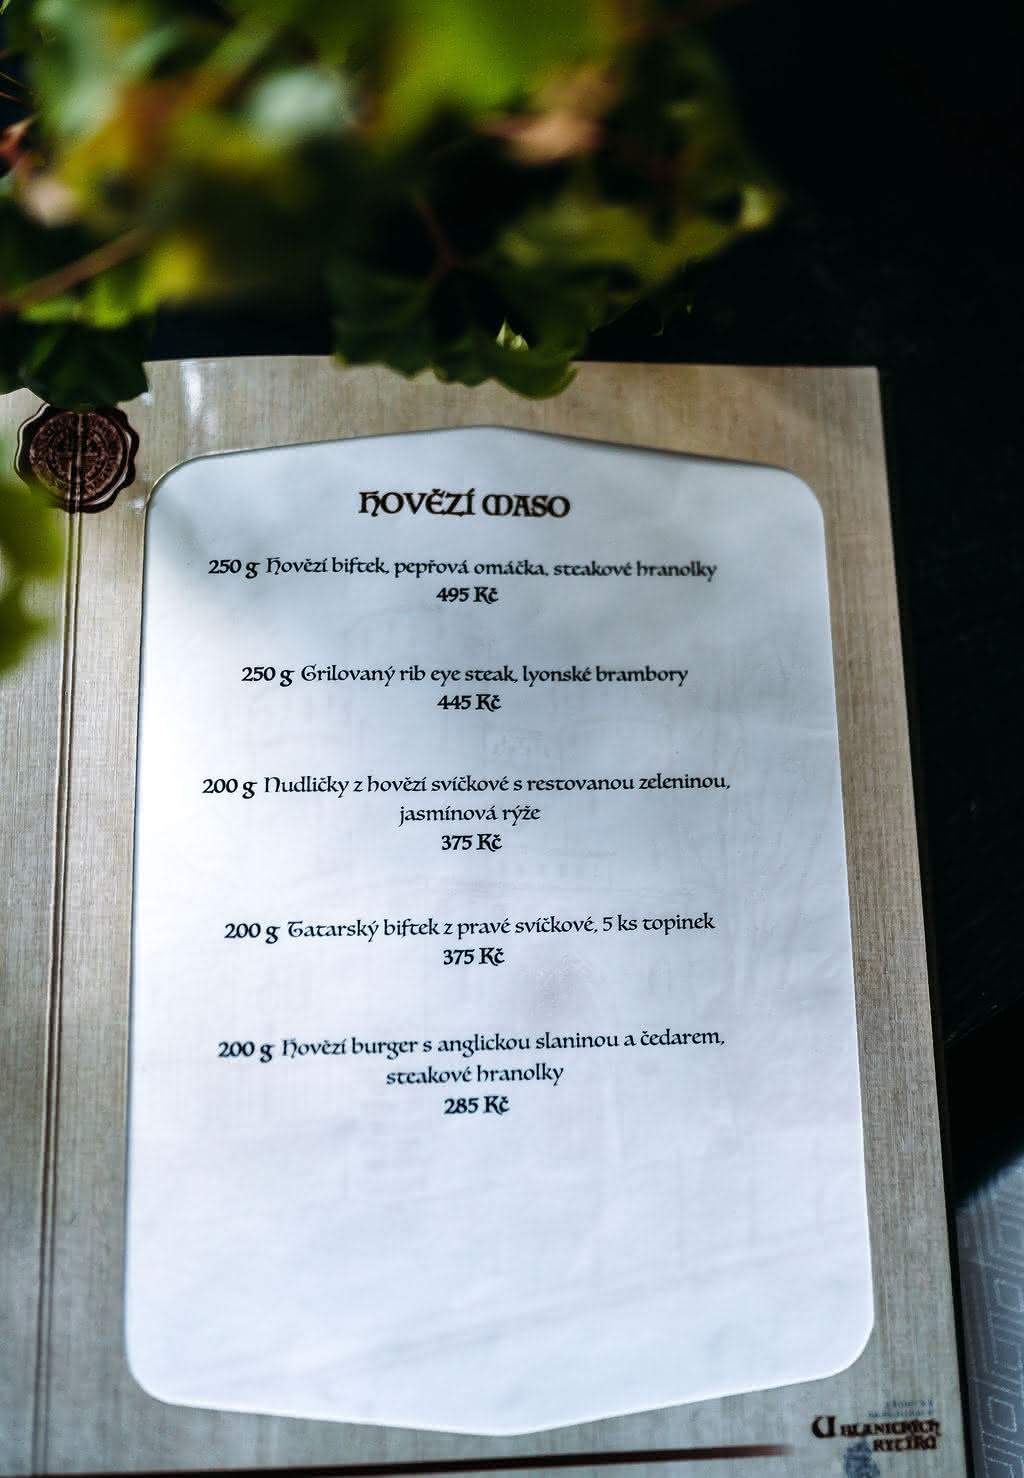 HOVĚZÍ MASO
250 g Hovězí biftek, pepřová omáčka, steakové hranolky
495 Kč
250 g Grilovaný rib eye steak, lyonské brambory
445 Kč
200 g Nudličky z hovězí svíčkové s restovanou zeleninou,
jasmínová rýže
375 Kč
200 g Tatarský biftek z pravé svíčkové, 5 ks topinek
375 Kč
200 g Hovězí burger s anglickou slaninou a čedarem,
steakové hranolky
285 Kč
U BLANICKÝCH
RYTÍŘŮ